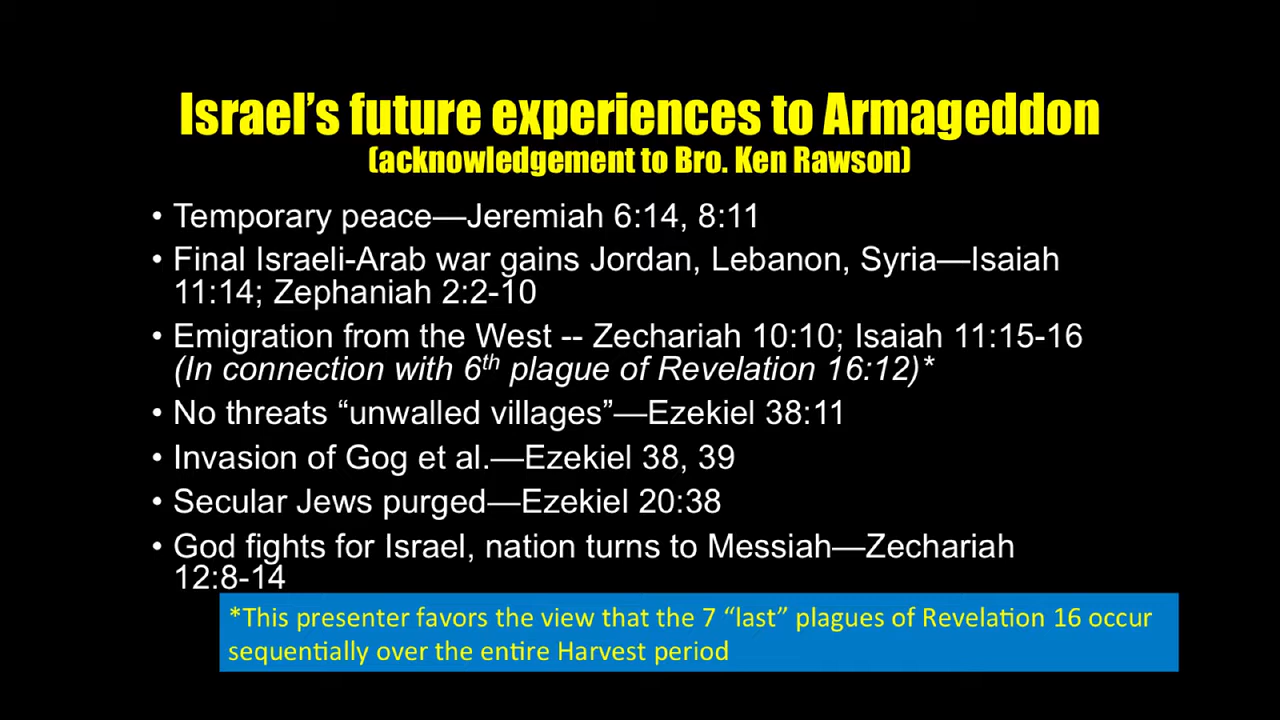 Israel's future experiences to Armageddon
(acknowledgement to Bro. Ken Rawson)
• Temporary peace—Jeremiah 6:14, 8:11
• Final Israeli-Arab war gains Jordan, Lebanon, Syria—Isaiah
11:14; Zephaniah 2:2-10
• Emigration from the West -- Zechariah 10:10; Isaiah 11:15-16
(In connection with 6th plague of Revelation 16:12)*
• No threats “unwalled villages”—Ezekiel 38:11
• Invasion of Gog et al.—Ezekiel 38, 39
• Secular Jews purged—Ezekiel 20:38
• God fights for Israel, nation turns to Messiah—Zechariah
12:8-14
*This presenter favors the view that the 7 “last” plagues of Revelation 16 occur
sequentially over the entire Harvest period